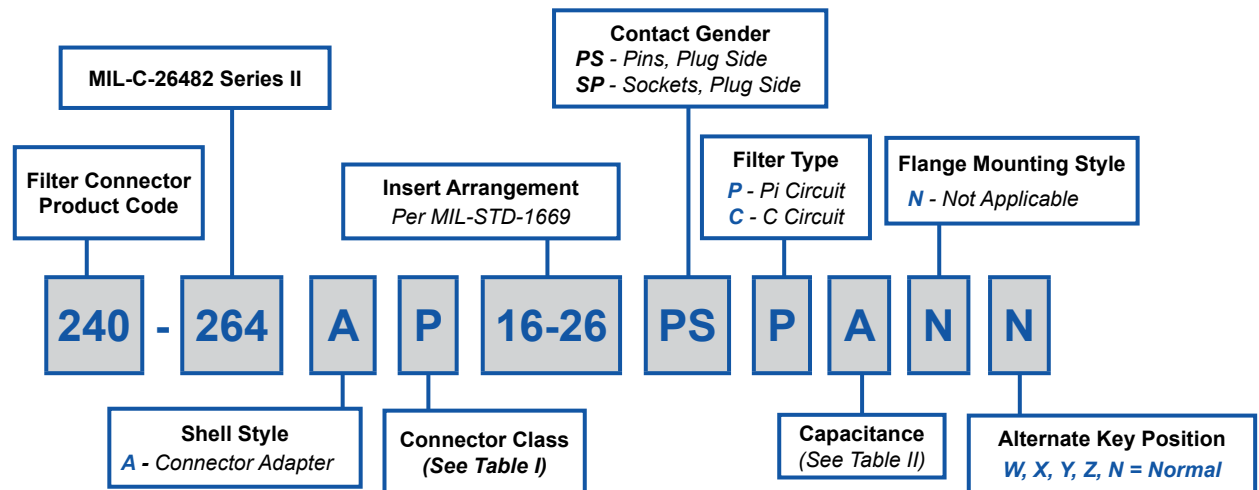 Contact Gender
PS - Pins, Plug Side
SP - Sockets, Plug Side
MIL-C-26482 Series II
Filter Connector
Product Code
Insert Arrangement
Per MIL-STD-1669
Filter Type
P - Pi Circuit
C - C Circuit
Flange Mounting Style
N - Not Applicable
240 - 264 A P 16-26 PS P A N N
Shell Style
A - Connector Adapter
Connector Class
(See Table I)
Capacitance
(See Table II)
Alternate Key Position
W, X, Y, Z, N = Normal